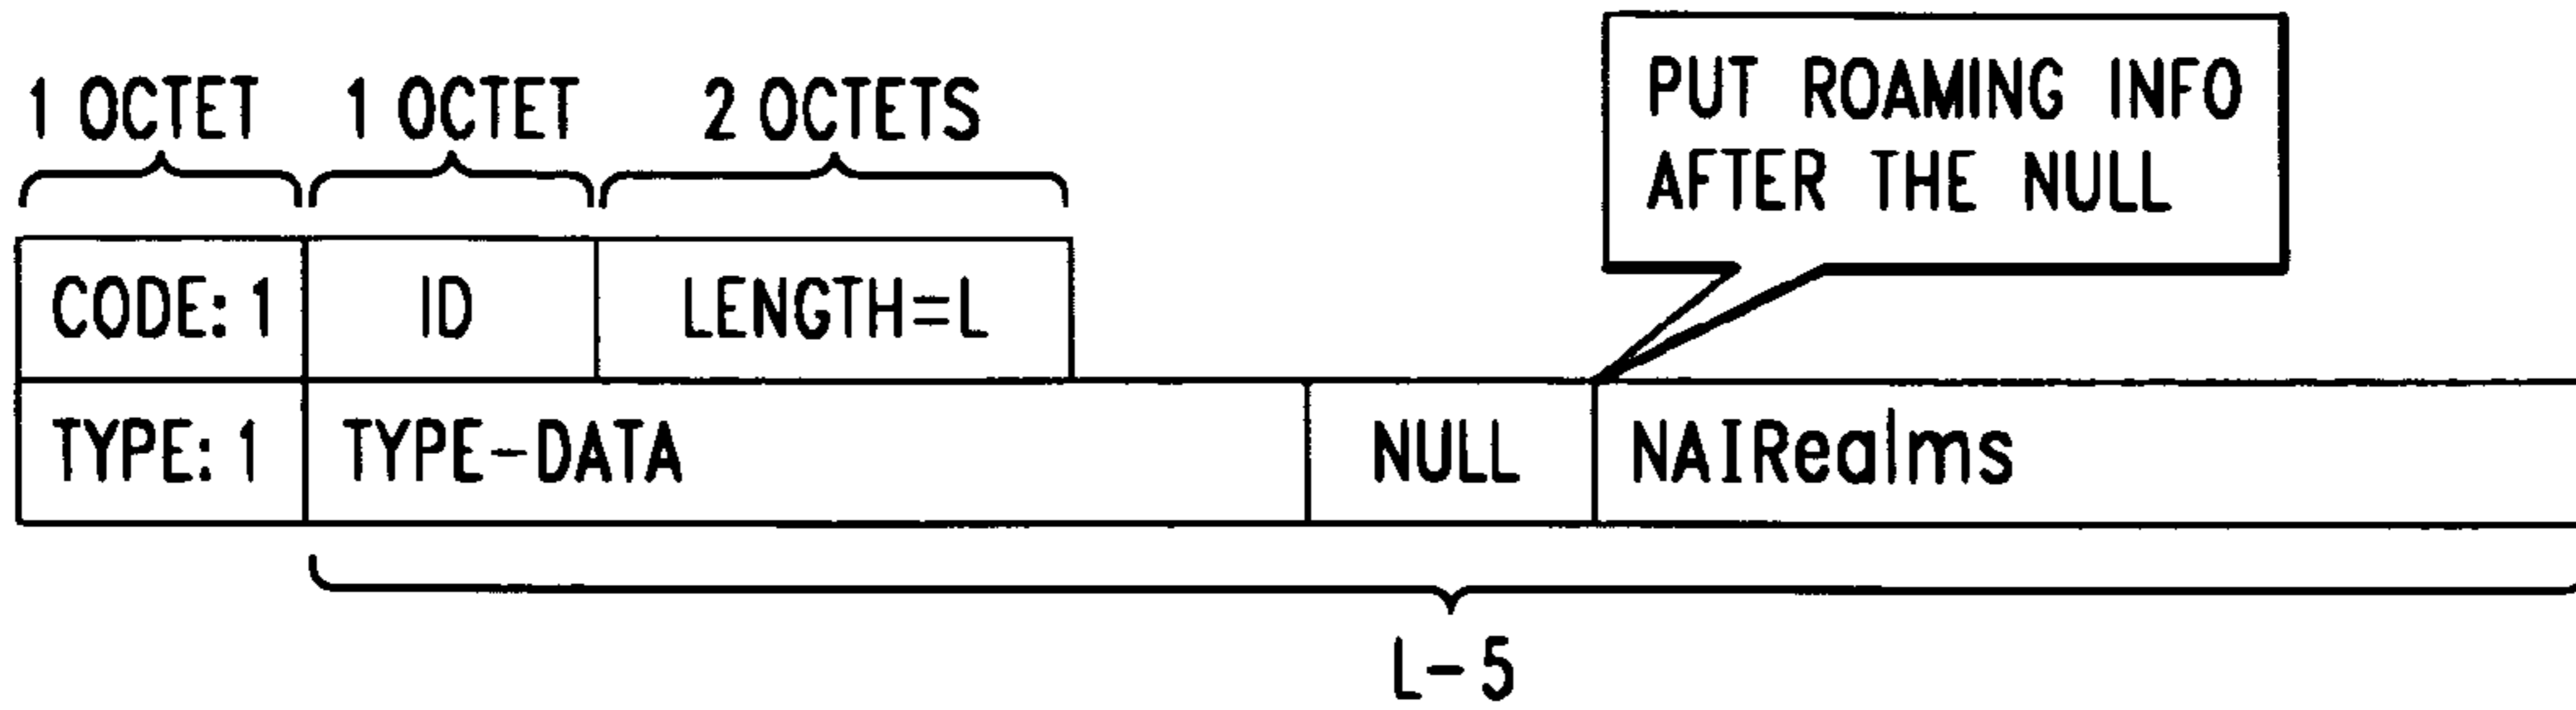 1 OCTET 1 OCTET 2 OCTETS
PUT ROAMING INFO
AFTER THE NULL
CODE: 1 ID LENGTH=L
TYPE: 1 TYPE-DATA NULL NAIRealms
L-5